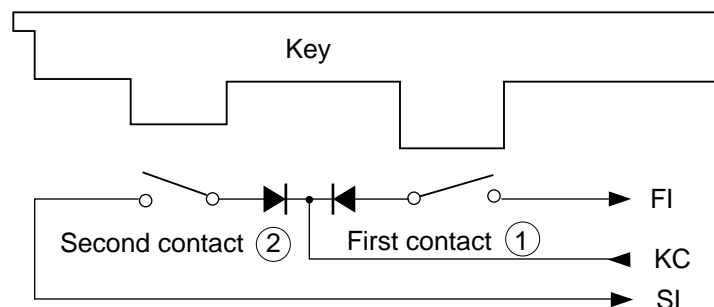 Key
FI
Second contact ② First contact ①
KC
SI